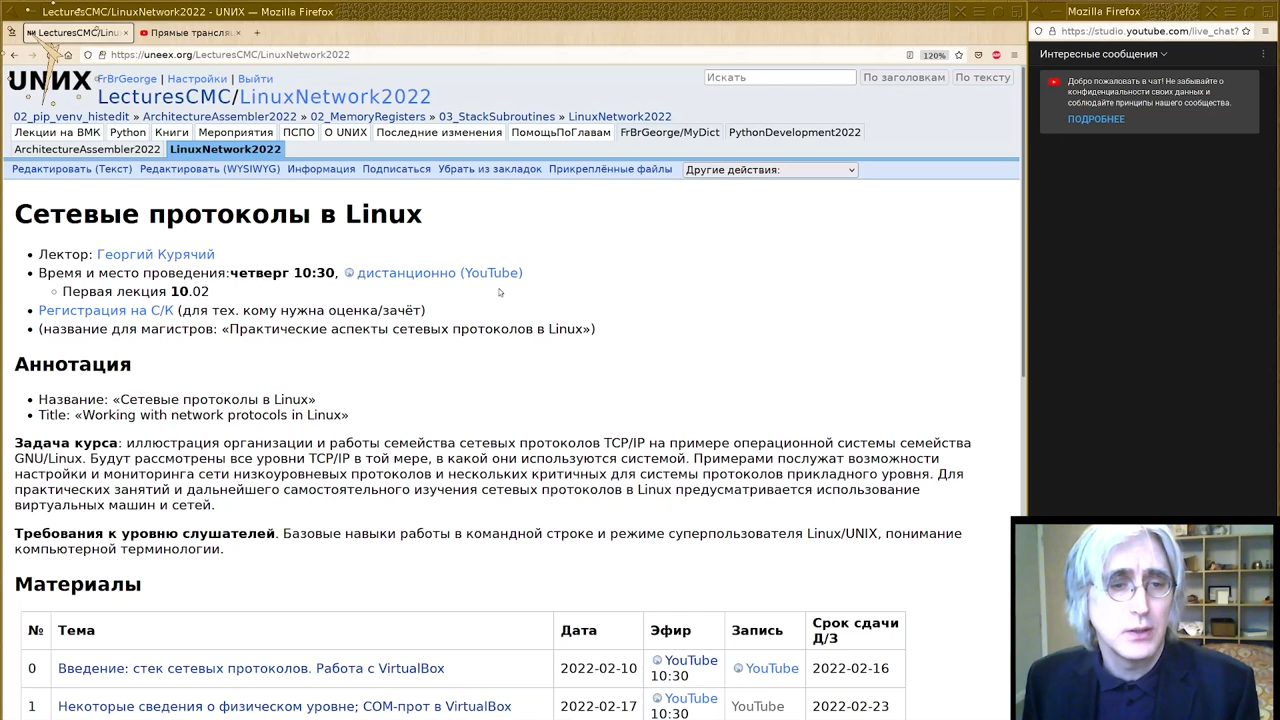 LecturesCMC/LinuxNetwork2022 - UNИX — Mozilla Firefox
LecturesCMC/Linu ×
Прямые трансля ×
https://uneex.org/LecturesCMC/LinuxNetwork2022
120%
UNИX
FrBrGeorge | Настройки | Выйти
Искать
По заголовкам
По тексту
LecturesCMC/LinuxNetwork2022
02_pip_venv_histedit » ArchitectureAssembler2022 » 02_MemoryRegisters » 03_StackSubroutines » LinuxNetwork2022
Лекции на ВМК Python Книги Мероприятия ПСПО О UNIX Последние изменения ПомощьПоГлавам FrBrGeorge/MyDict PythonDevelopment2022
ArchitectureAssembler2022 LinuxNetwork2022
Редактировать (Текст) Редактировать (WYSIWYG) Информация Подписаться Убрать из закладок Прикреплённые файлы Другие действия:
Сетевые протоколы в Linux
Лектор: Георгий Курячий
Время и место проведения:четверг 10:30, дистанционно (YouTube)
Первая лекция 10.02
Регистрация на С/К (для тех. кому нужна оценка/зачёт)
(название для магистров: «Практические аспекты сетевых протоколов в Linux»)
Аннотация
Название: «Сетевые протоколы в Linux»
Title: «Working with network protocols in Linux»
Задача курса: иллюстрация организации и работы семейства сетевых протоколов TCP/IP на примере операционной системы семейства
GNU/Linux. Будут рассмотрены все уровни TCP/IP в той мере, в какой они используются системой. Примерами послужат возможности
настройки и мониторинга сети низкоуровневых протоколов и нескольких критичных для системы протоколов прикладного уровня. Для
практических занятий и дальнейшего самостоятельного изучения сетевых протоколов в Linux предусматривается использование
виртуальных машин и сетей.
Требования к уровню слушателей. Базовые навыки работы в командной строке и режиме суперпользователя Linux/UNIX, понимание
компьютерной терминологии.
Материалы
№ Тема Дата Эфир Запись Срок сдачи Д/З
0 Введение: стек сетевых протоколов. Работа с VirtualBox 2022-02-10 YouTube 10:30 YouTube 2022-02-16
1 Некоторые сведения о физическом уровне; COM-прот в VirtualBox 2022-02-17 YouTube 10:30 YouTube 2022-02-23
Mozilla Firefox
https://studio.youtube.com/live_chat?
Интересные сообщения
Добро пожаловать в чат! Не забывайте о
конфиденциальности своих данных и
соблюдайте принципы нашего сообщества.
ПОДРОБНЕЕ